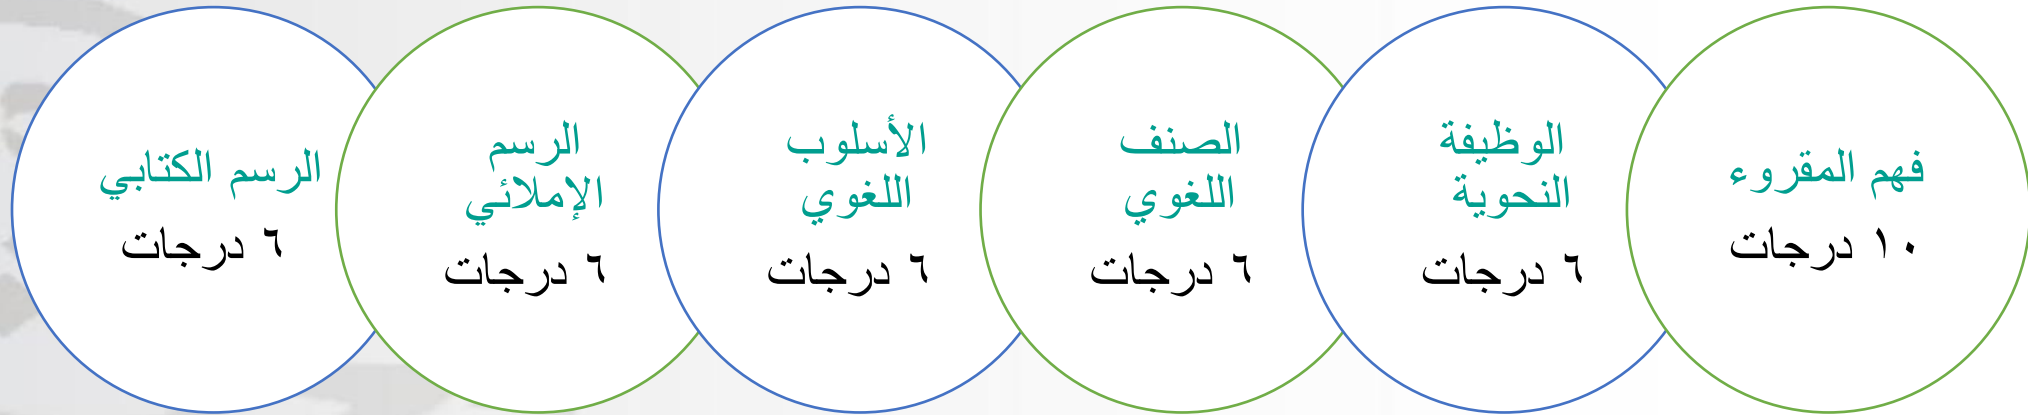 فهم المقروء
١٠ درجات
الوظيفة
النحوية
٦ درجات
الصنف
اللغوي
٦ درجات
الأسلوب
اللغوي
٦ درجات
الرسم
الإملائي
٦ درجات
الرسم الكتابي
٦ درجات